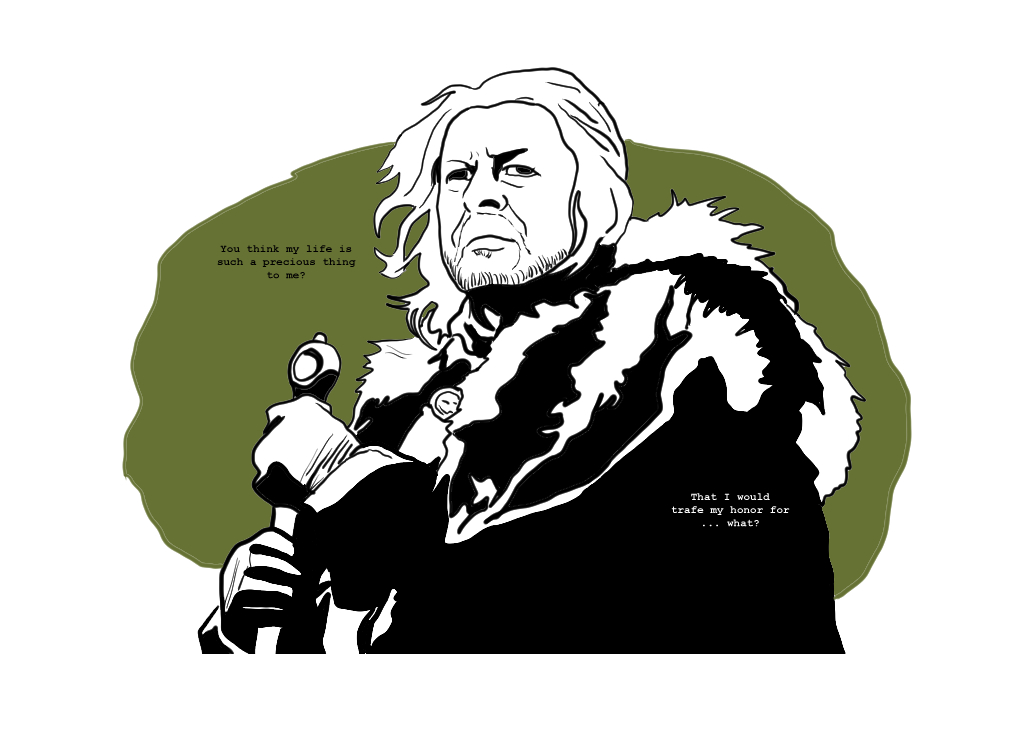 You think my life is
such a precious thing
to me?
That I would
trafe my honor for
... what?